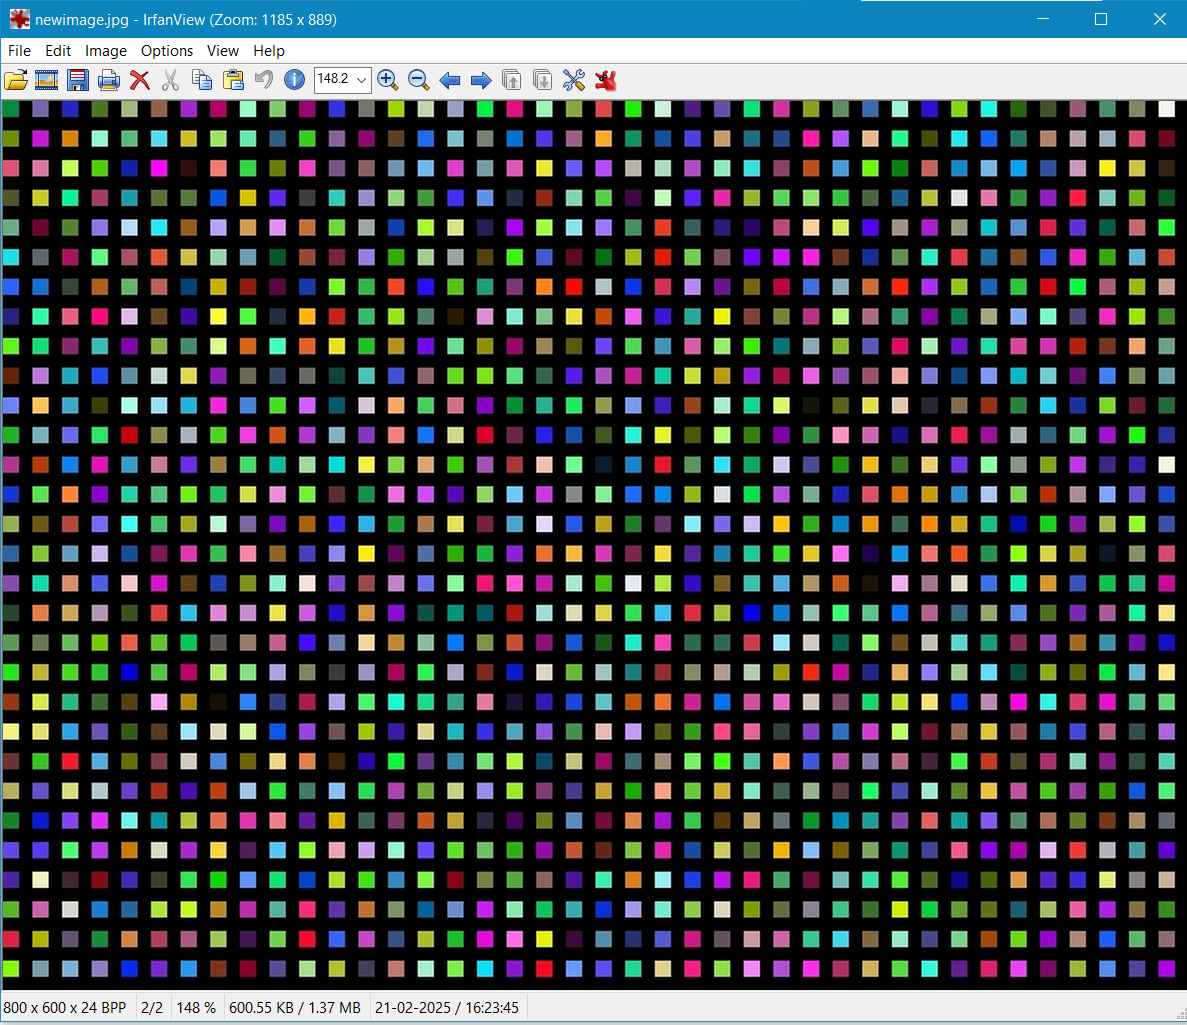 newimage.jpg - IrfanView (Zoom: 1185 x 889)
File Edit Image Options View Help
148.2
800 x 600 x 24 BPP 2/2 148 % 600.55 KB / 1.37 MB 21-02-2025 / 16:23:45